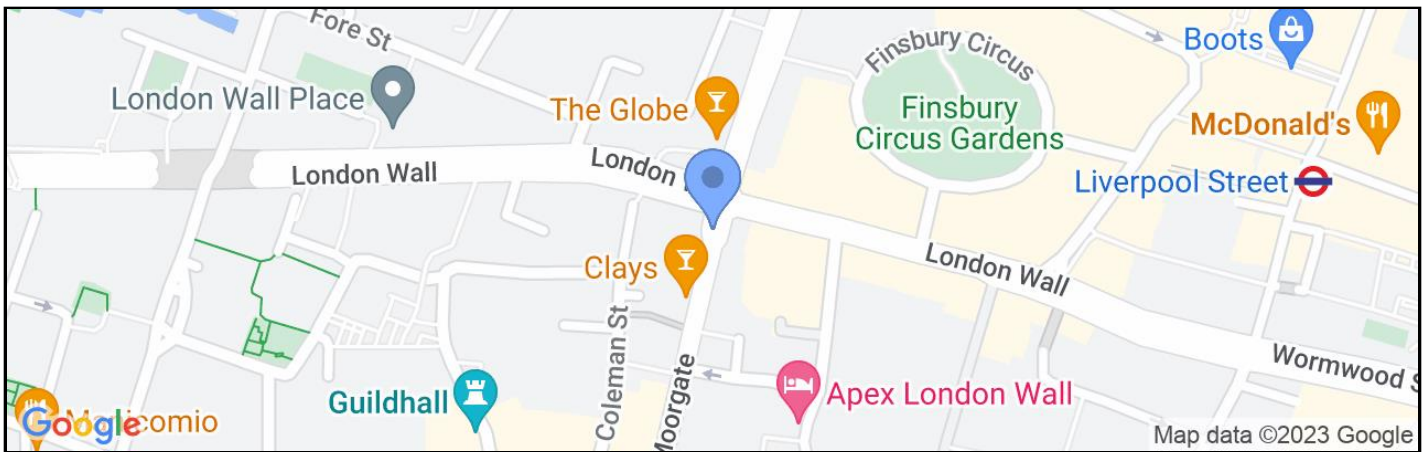 Fore St
Finsbury Circus
Boots
London Wall Place
The Globe
Finsbury
Circus Gardens
McDonald's
London Wall
London
Liverpool Street
Clays
London Wall
Coleman St
Moorgate
Wormwood S
Guildhall
Apex London Wall
Google
comio
Map data ©2023 Google